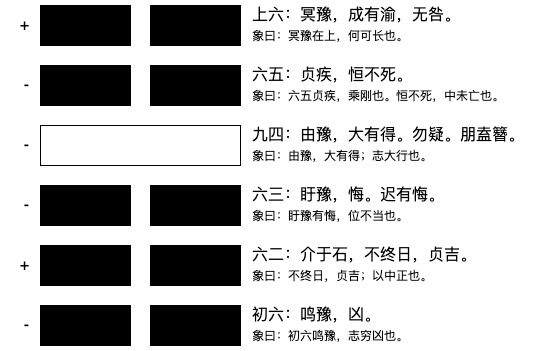 + 上六：冥豫，成有渝，无咎。
象曰：冥豫在上，何可长也。
- 六五：贞疾，恒不死。
象曰：六五贞疾，乘刚也。恒不死，中未亡也。
- 九四：由豫，大有得。勿疑。朋盍簪。
象曰：由豫，大有得；志大行也。
- 六三：盱豫，悔。迟有悔。
象曰：盱豫有悔，位不当也。
+ 六二：介于石，不终日，贞吉。
象曰：不终日，贞吉；以中正也。
- 初六：鸣豫，凶。
象曰：初六鸣豫，志穷凶也。